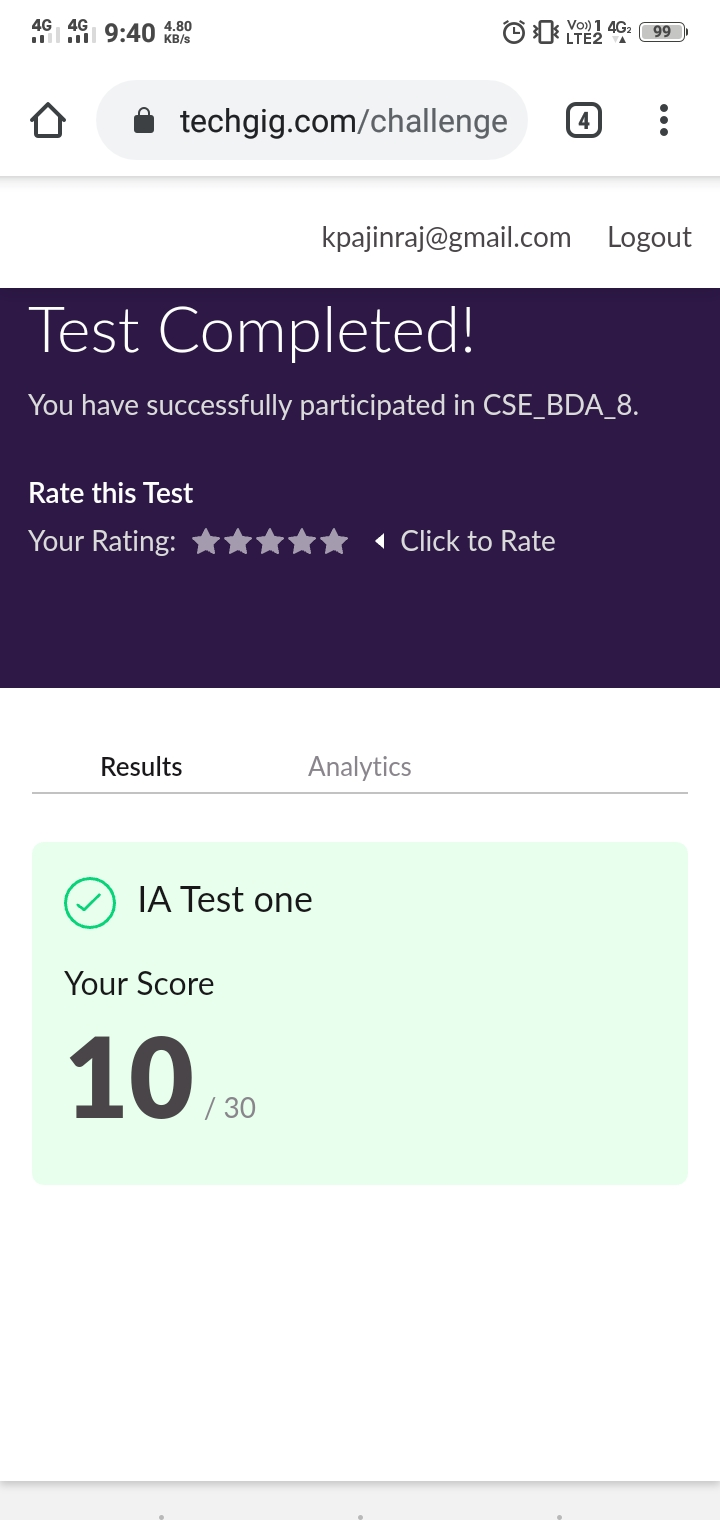 4G 4G 9:40 4.80 KB/s Vo)) 1 LTE2 4G2 99
techgig.com/challenge 4
kpajinraj@gmail.com Logout
Test Completed!
You have successfully participated in CSE_BDA_8.
Rate this Test
Your Rating: Click to Rate
Results Analytics
IA Test one
Your Score
10 / 30